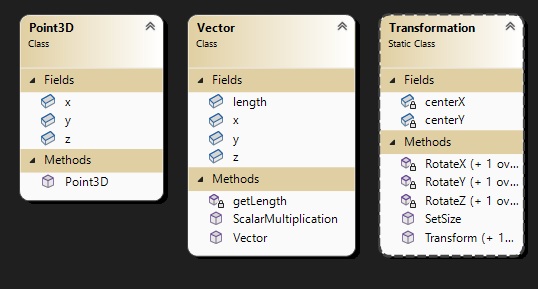 Point3D
Class
Fields
x
y
z
Methods
Point3D
Vector
Class
Fields
length
x
y
z
Methods
getLength
ScalarMultiplication
Vector
Transformation
Static Class
Fields
centerX
centerY
Methods
RotateX (+ 1 ov...
RotateY (+ 1 ov...
RotateZ (+ 1 ov...
SetSize
Transform (+ 1...